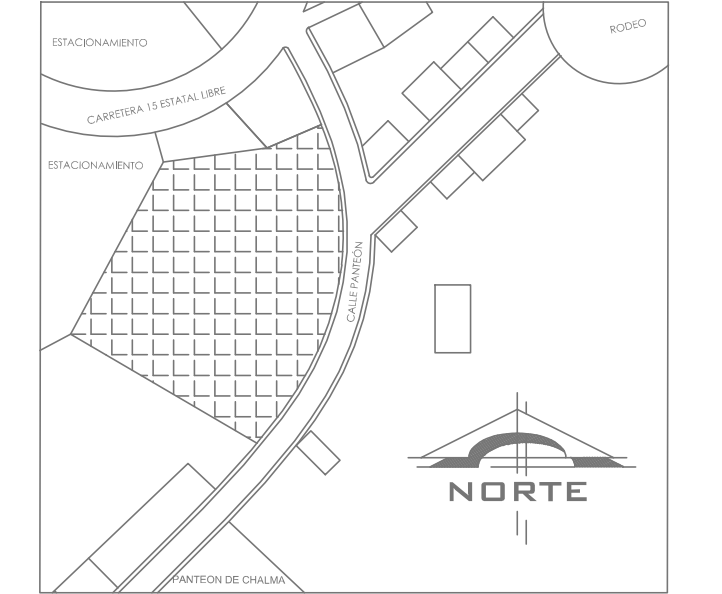 ESTACIONAMIENTO
RODEO
CARRETERA 15 ESTATAL LIBRE
ESTACIONAMIENTO
CALLE PANTEÓN
NORTE
PANTEON DE CHALMA